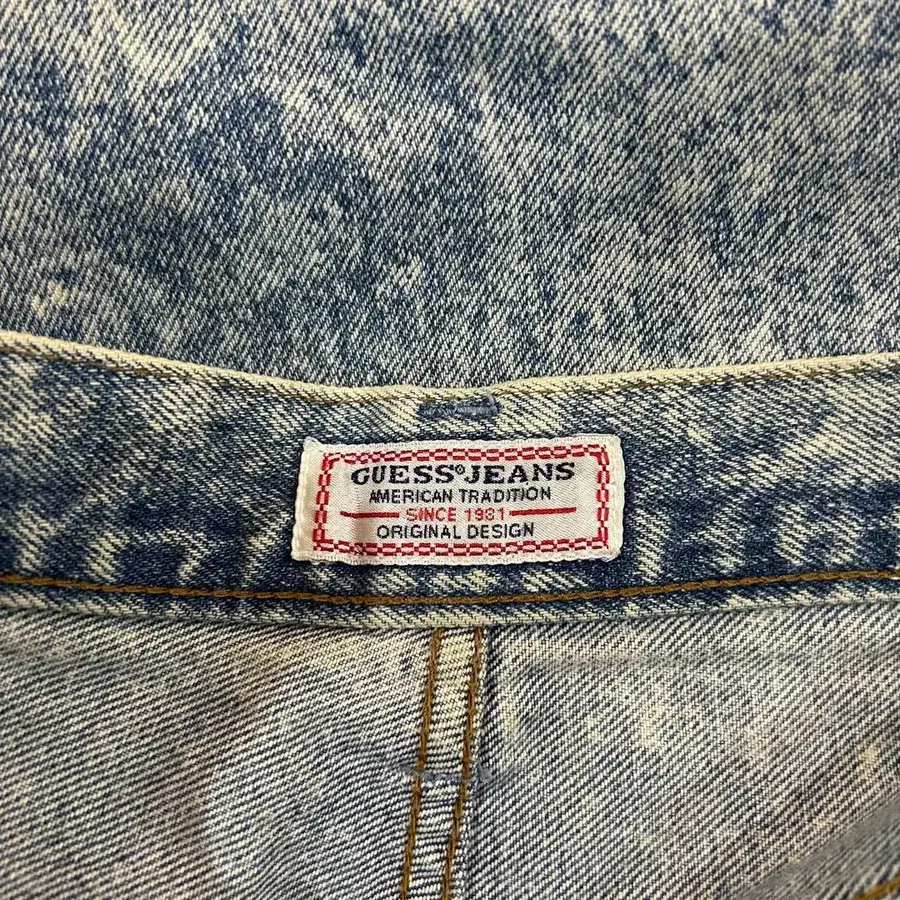 GUESS® JEANS
AMERICAN TRADITION
SINCE 1981
ORIGINAL DESIGN